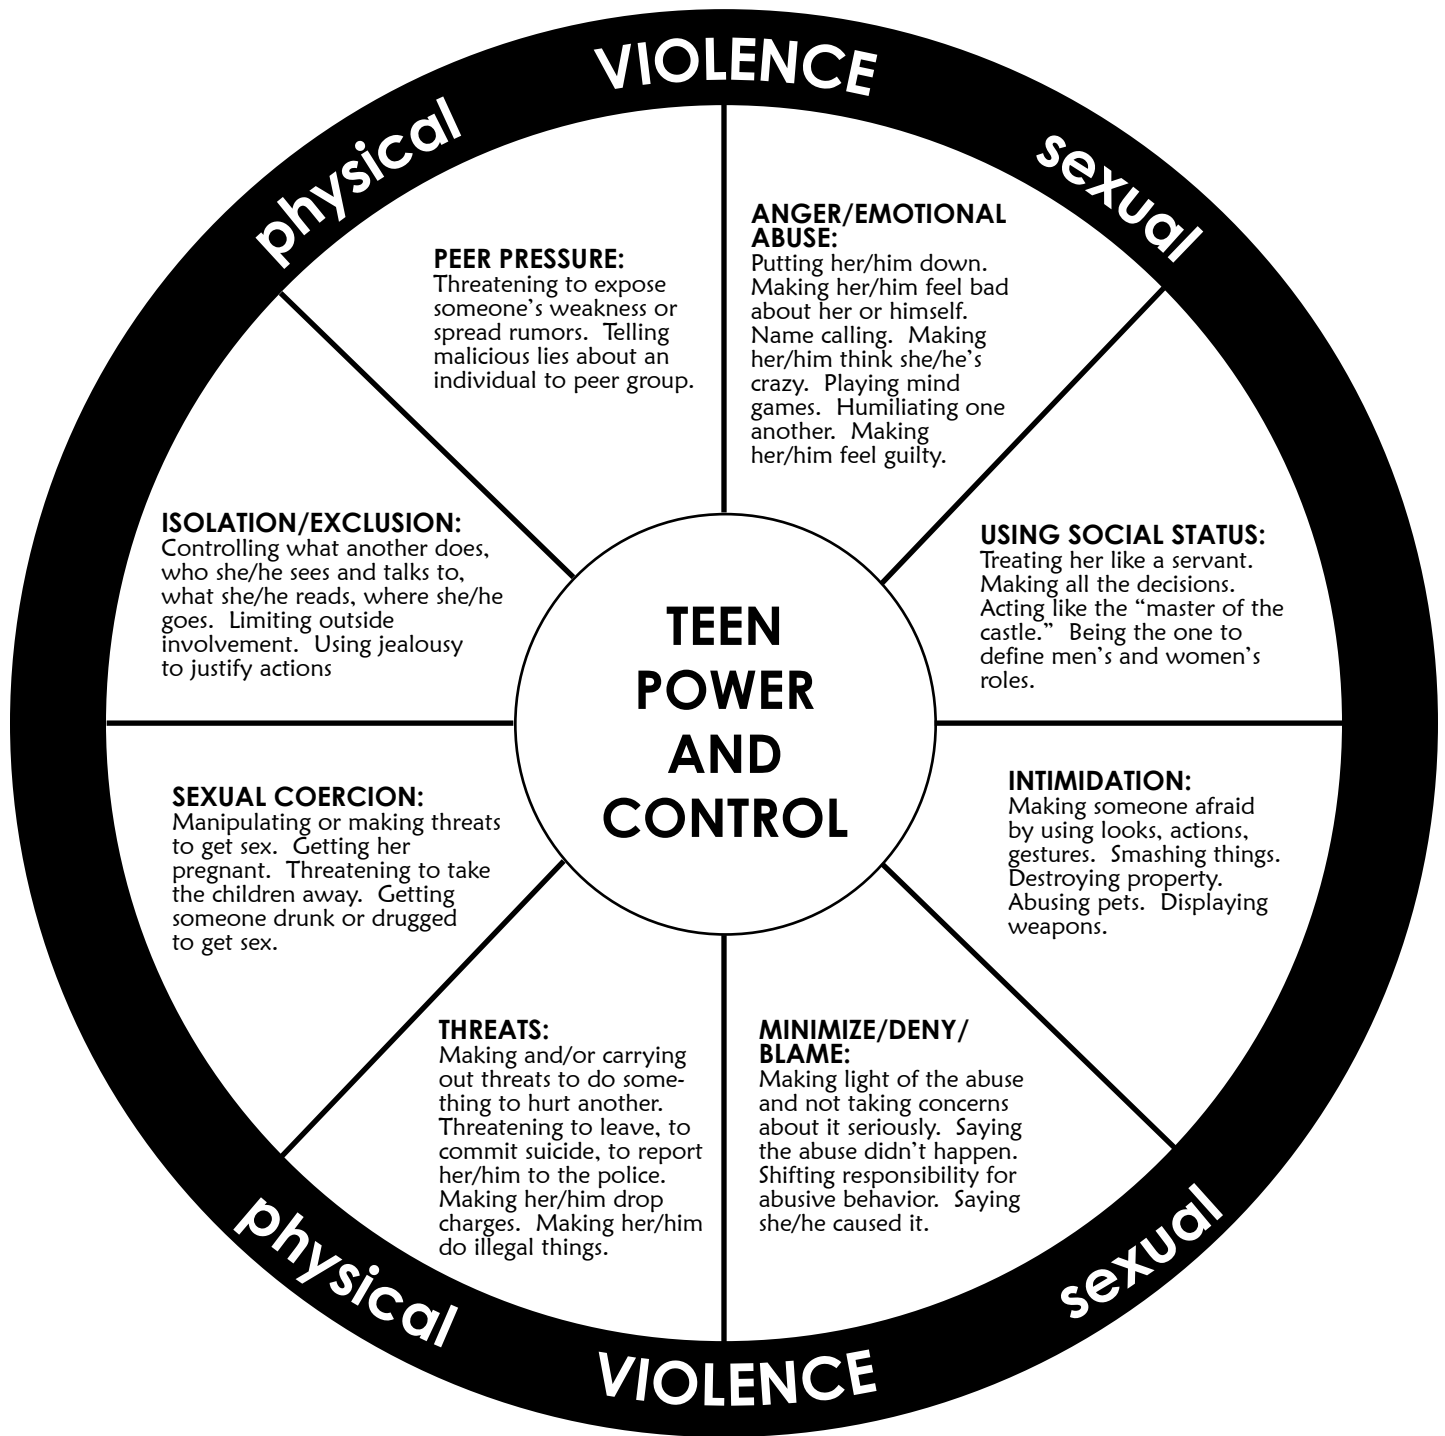 VIOLENCE
physical
sexual
PEER PRESSURE:
Threatening to expose
someone’s weakness or
spread rumors.  Telling
malicious lies about an
individual to peer group.
ANGER/EMOTIONAL
ABUSE:
Putting her/him down.
Making her/him feel bad
about her or himself.
Name calling.  Making
her/him think she/he’s
crazy.  Playing mind
games.  Humiliating one
another.  Making
her/him feel guilty.
ISOLATION/EXCLUSION:
Controlling what another does,
who she/he sees and talks to,
what she/he reads, where she/he
goes.  Limiting outside
involvement.  Using jealousy
to justify actions
USING SOCIAL STATUS:
Treating her like a servant.
Making all the decisions.
Acting like the “master of the
castle.”  Being the one to
define men’s and women’s
roles.
TEEN
POWER
AND
CONTROL
SEXUAL COERCION:
Manipulating or making threats
to get sex.  Getting her
pregnant.  Threatening to take
the children away.  Getting
someone drunk or drugged
to get sex.
INTIMIDATION:
Making someone afraid
by using looks, actions,
gestures.  Smashing things.
Destroying property.
Abusing pets.  Displaying
weapons.
THREATS:
Making and/or carrying
out threats to do some-
thing to hurt another.
Threatening to leave, to
commit suicide, to report
her/him to the police.
Making her/him drop
charges.  Making her/him
do illegal things.
MINIMIZE/DENY/
BLAME:
Making light of the abuse
and not taking concerns
about it seriously.  Saying
the abuse didn’t happen.
Shifting responsibility for
abusive behavior.  Saying
she/he caused it.
physical
sexual
VIOLENCE